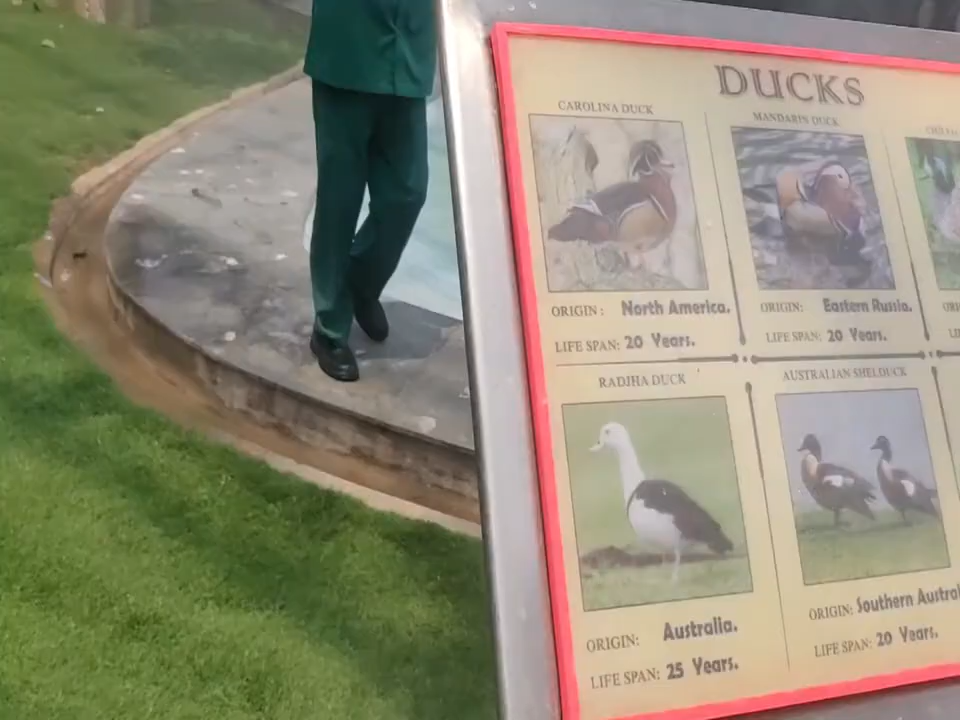 DUCKS
CAROLINA DUCK
MANDARIN DUCK
ORIGIN: North America.
LIFE SPAN: 20 Years.
ORIGIN: Eastern Russia.
LIFE SPAN: 20 Years.
RADJHA DUCK
AUSTRALIAN SHELDUCK
ORIGIN: Australia.
LIFE SPAN: 25 Years.
ORIGIN: Southern Austral
LIFE SPAN: 20 Years.